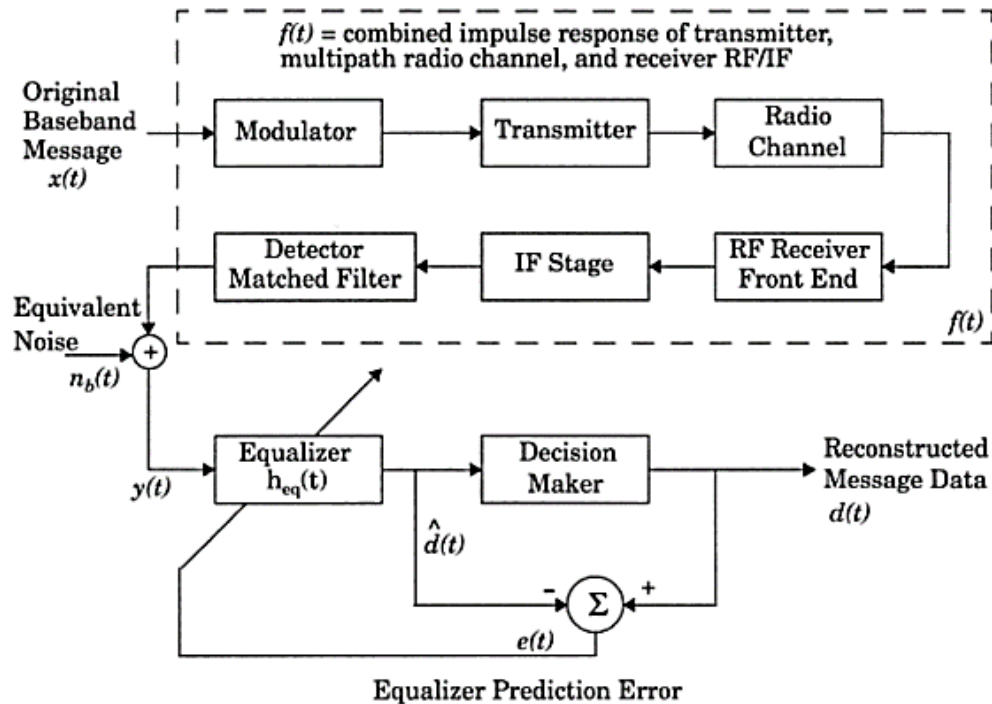 f(t) = combined impulse response of transmitter,
multipath radio channel, and receiver RF/IF
Original
Baseband
Message
x(t)
Modulator
Transmitter
Radio
Channel
Detector
Matched Filter
IF Stage
RF Receiver
Front End
f(t)
Equivalent
Noise
n_b(t)
+
y(t)
Equalizer
h_eq(t)
Decision
Maker
Reconstructed
Message Data
d(t)
^
d(t)
-
Σ
+
e(t)
Equalizer Prediction Error